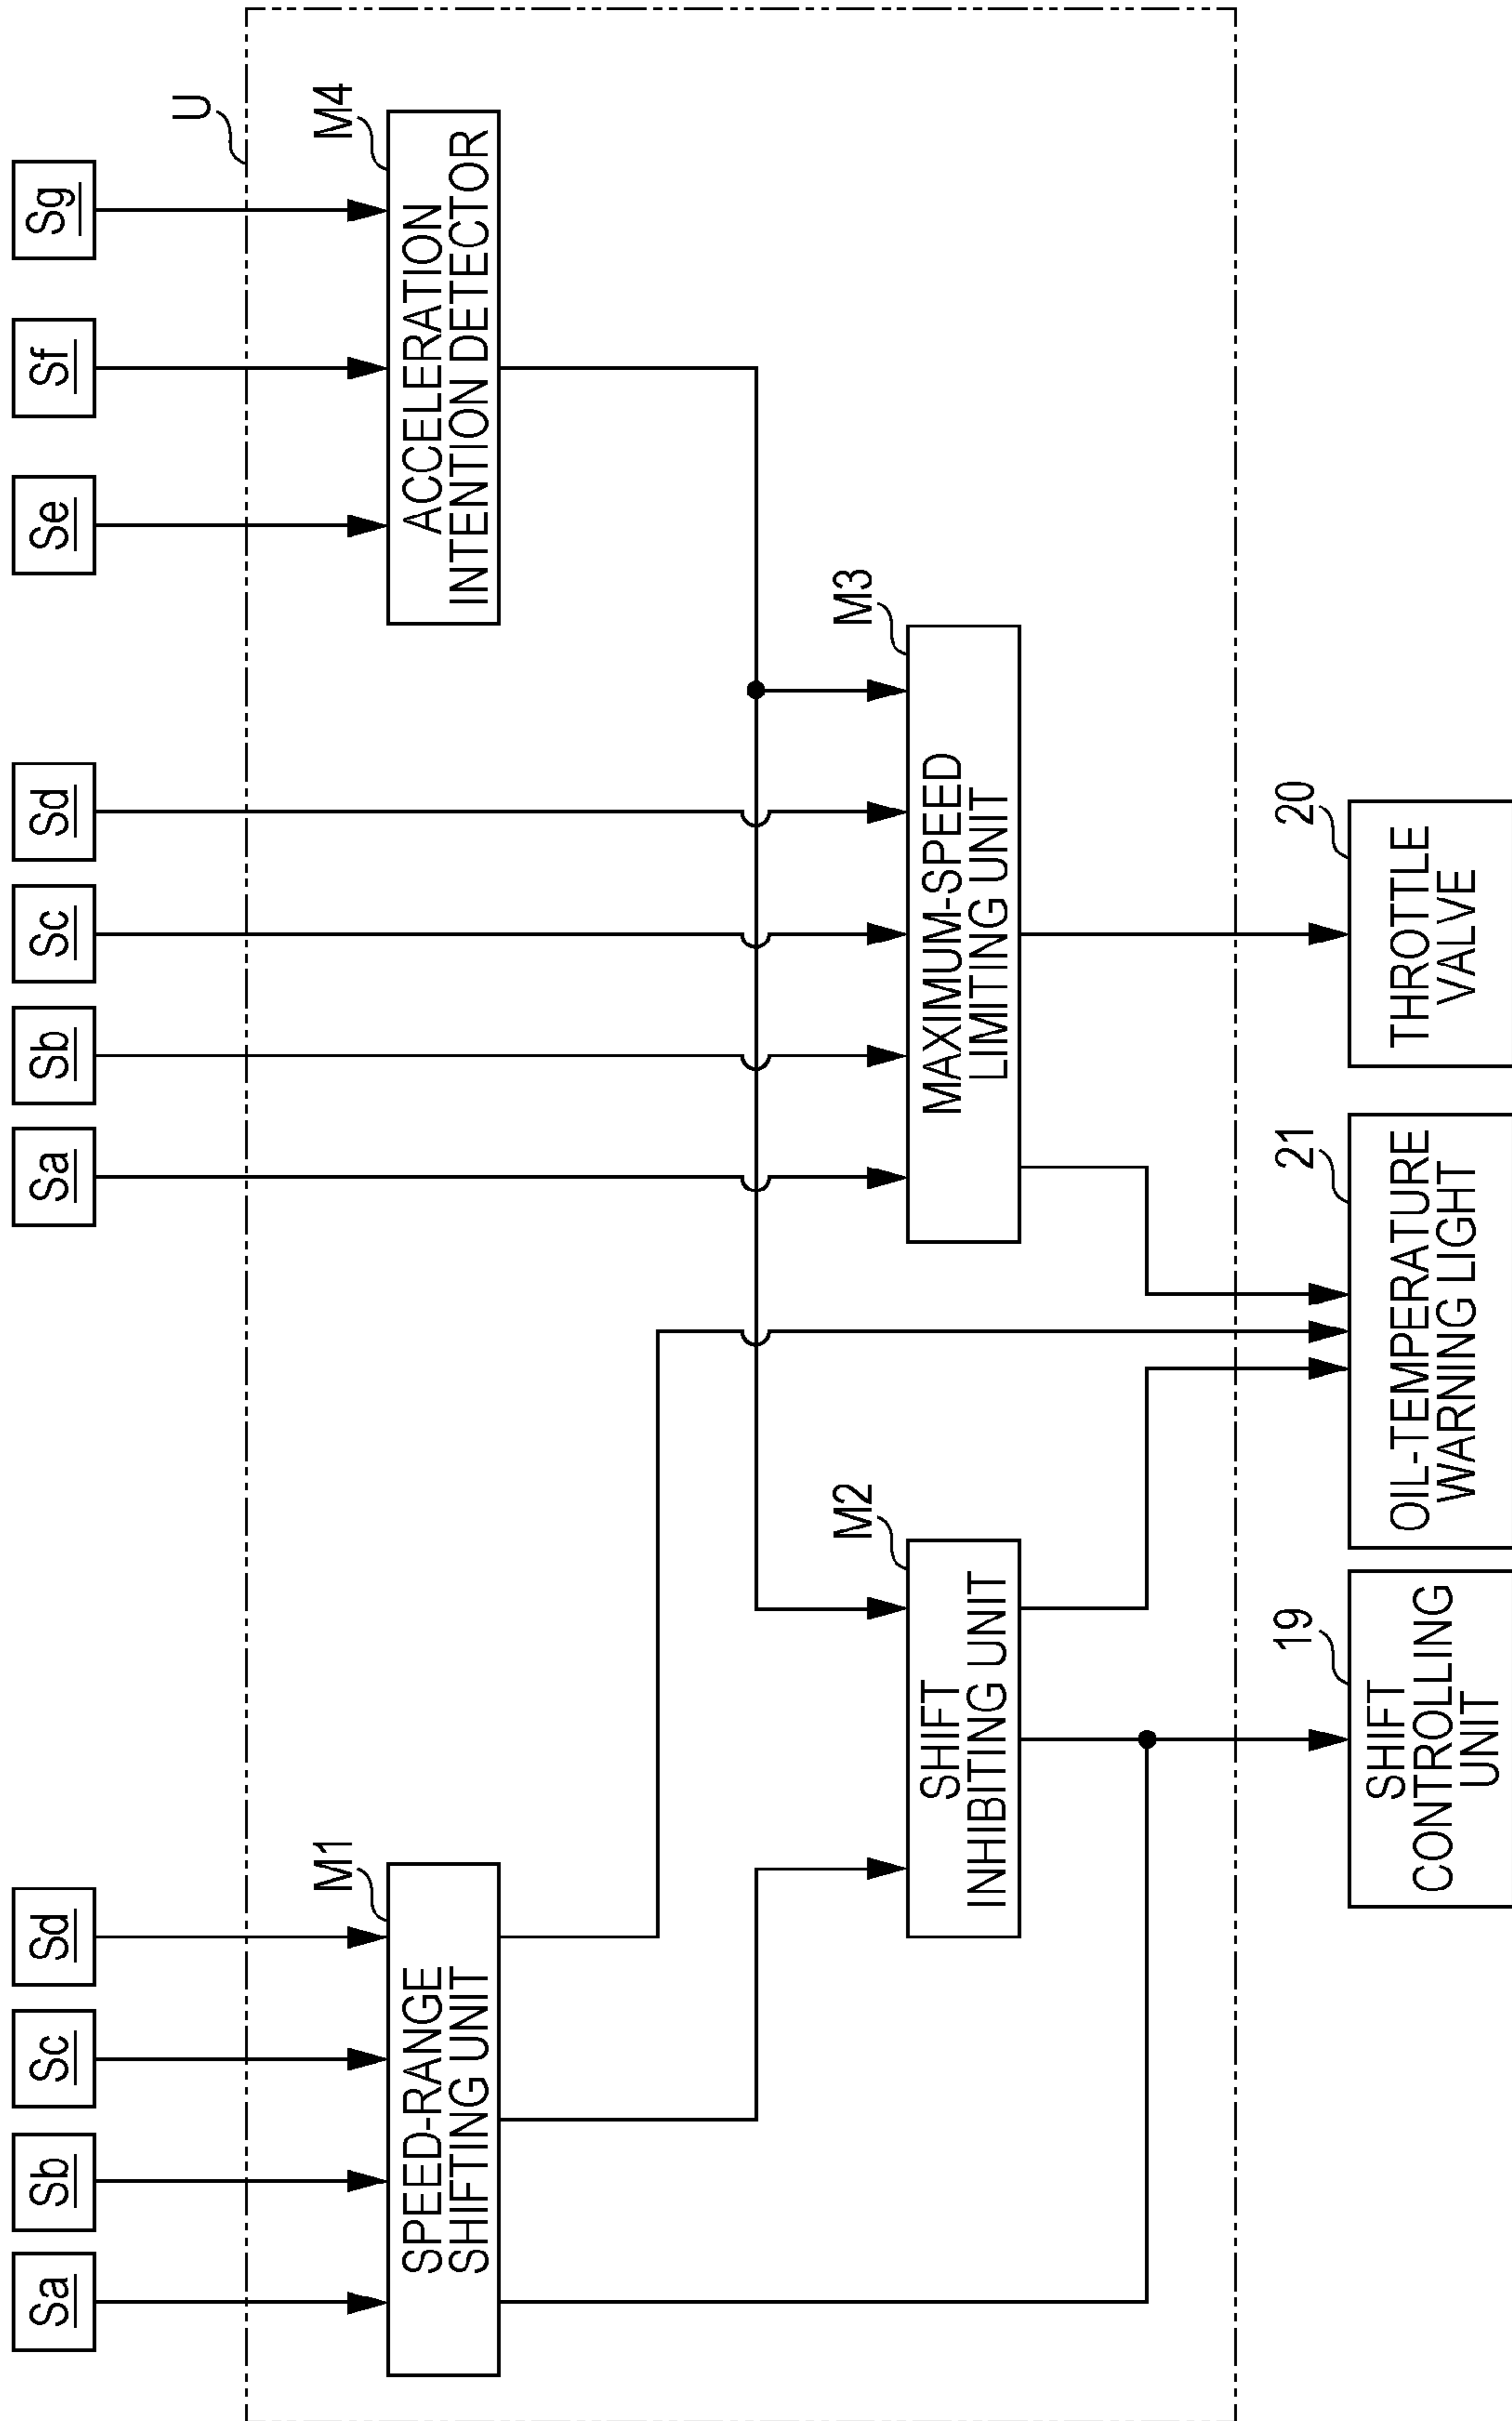 Sa
Sb
Sc
Sd
Sa
Sb
Sc
Sd
Se
Sf
Sg
U
M1
SPEED-RANGE
SHIFTING UNIT
M4
ACCELERATION
INTENTION DETECTOR
M2
SHIFT
INHIBITING UNIT
M3
MAXIMUM-SPEED
LIMITING UNIT
19
SHIFT
CONTROLLING
UNIT
21
OIL-TEMPERATURE
WARNING LIGHT
20
THROTTLE
VALVE